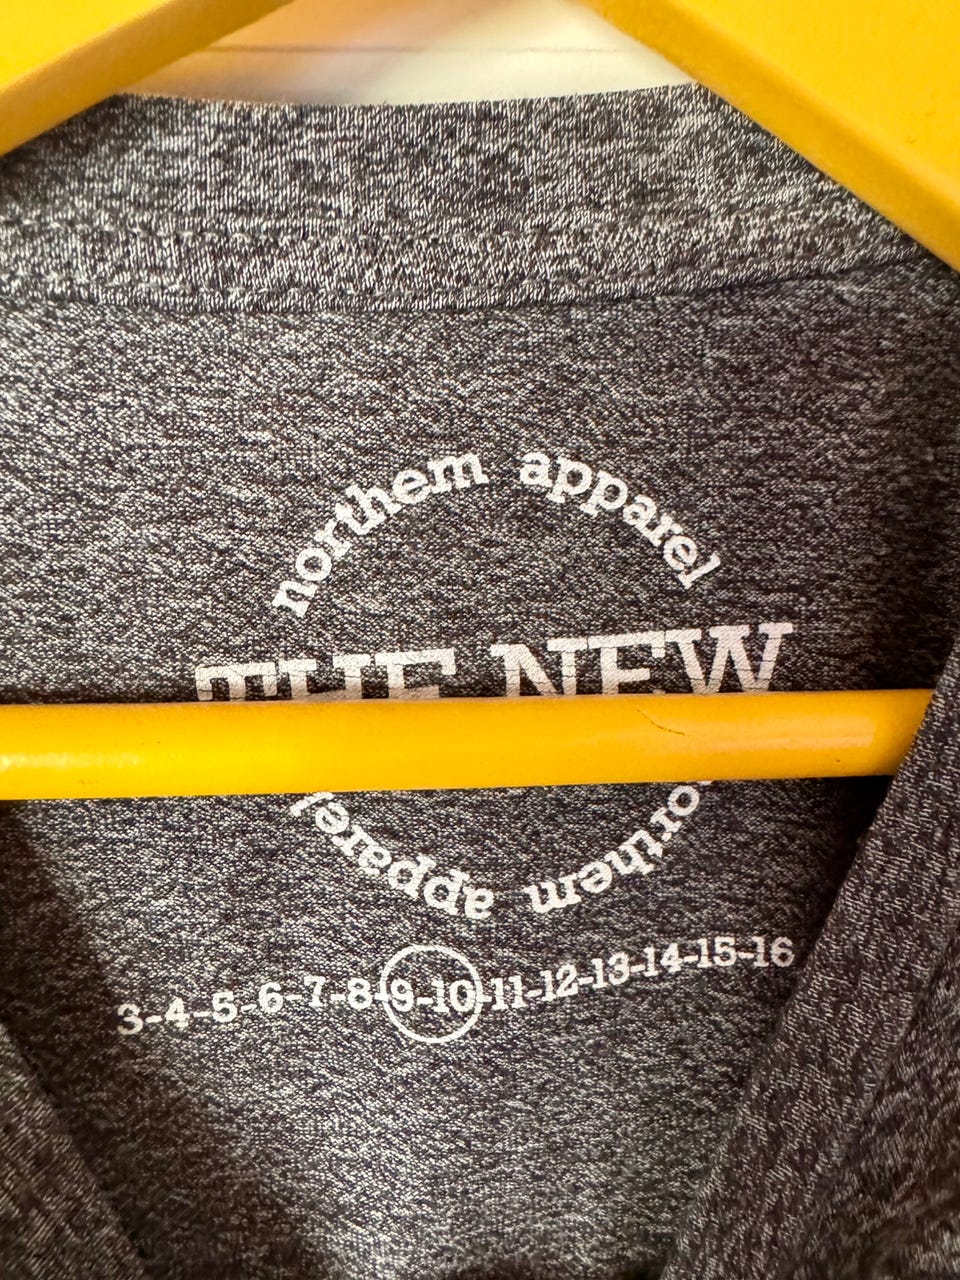 northern apparel
THE NEW
northern apparel
3-4-5-6-7-8-9-10-11-12-13-14-15-16